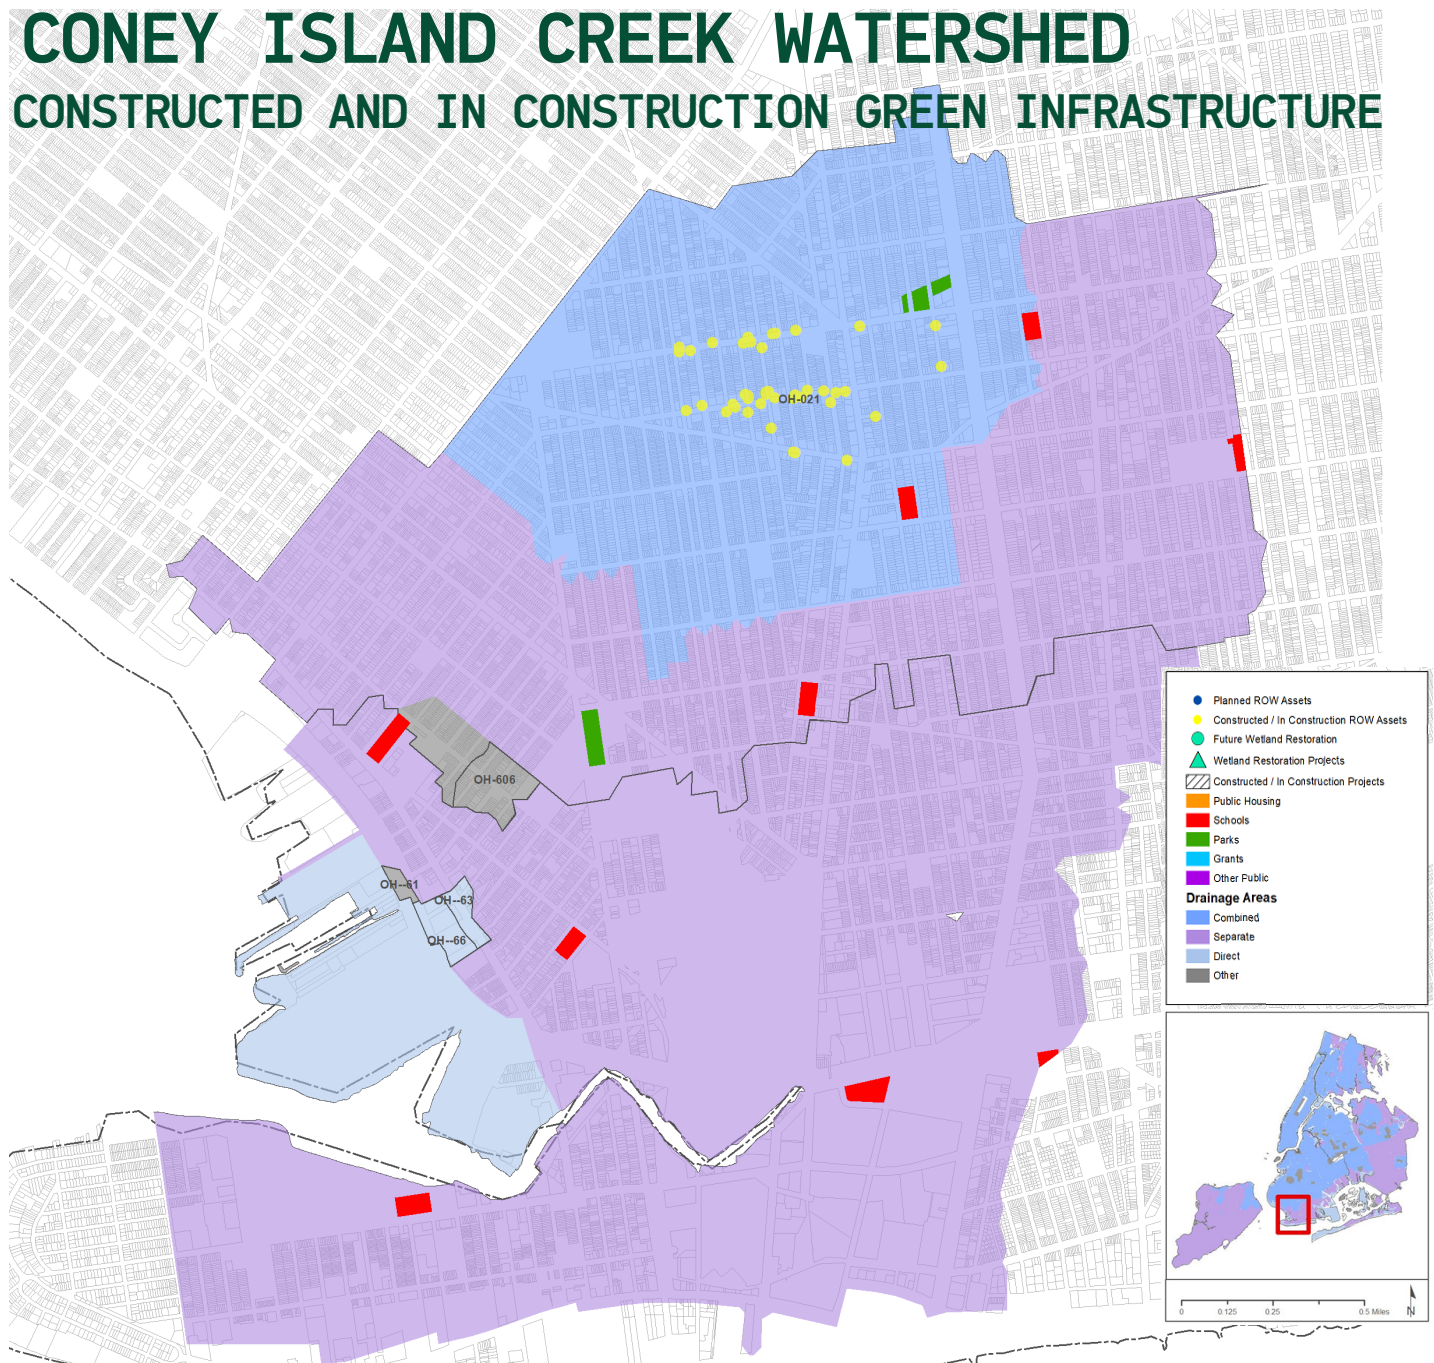 CONEY ISLAND CREEK WATERSHED
CONSTRUCTED AND IN CONSTRUCTION GREEN INFRASTRUCTURE
OH-021
OH-606
OH--61
OH--63
OH--66
Planned ROW Assets
Constructed / In Construction ROW Assets
Future Wetland Restoration
Wetland Restoration Projects
Constructed / In Construction Projects
Public Housing
Schools
Parks
Grants
Other Public
Drainage Areas
Combined
Separate
Direct
Other
0 0.125 0.25 0.5 Miles
N